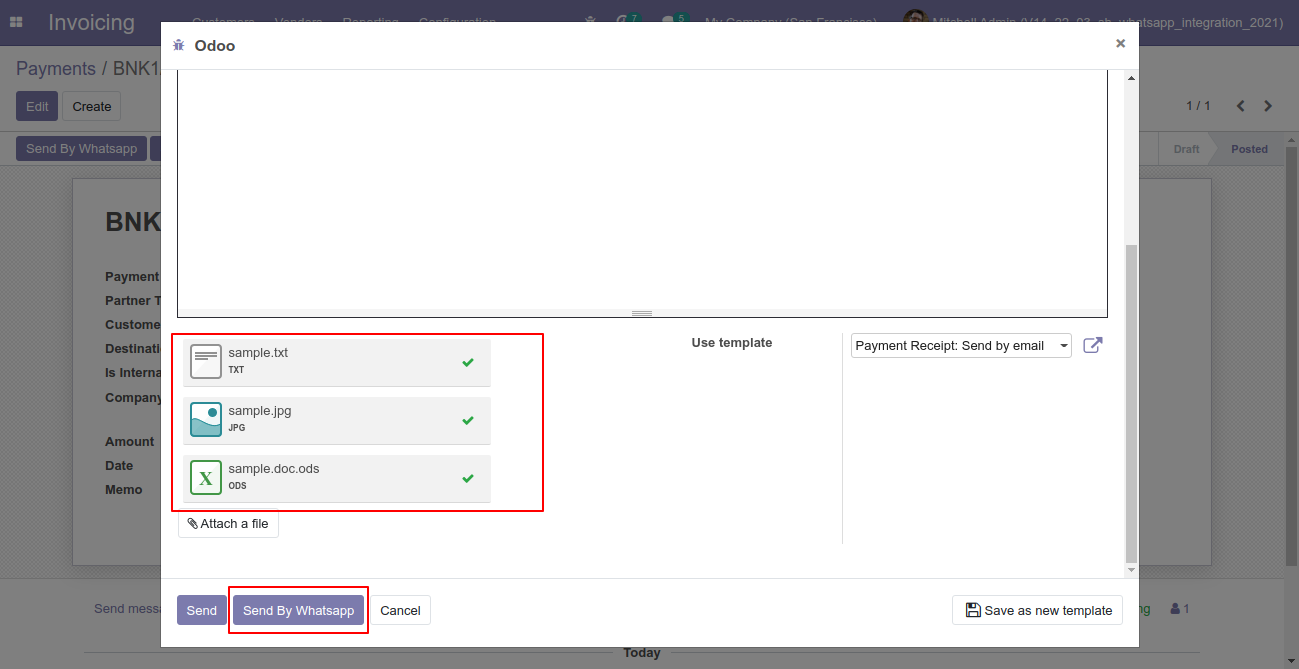 Invoicing
Customers Vendors Reporting Configuration 7 5 My Company (San Francisco) Mitchell Admin (V14_22_03_sh_whatsapp_integration_2021)
Odoo ×
Payments / BNK1
Edit Create 1 / 1
Send By Whatsapp Draft Posted
BNK
Payment
Partner T
Custome
Destinati
Is Interna
Company
Amount
Date
Memo
sample.txt
TXT
sample.jpg
JPG
X sample.doc.ods
ODS
Attach a file
Use template Payment Receipt: Send by email
Send Send By Whatsapp Cancel Save as new template
Send messa ng 1
Today